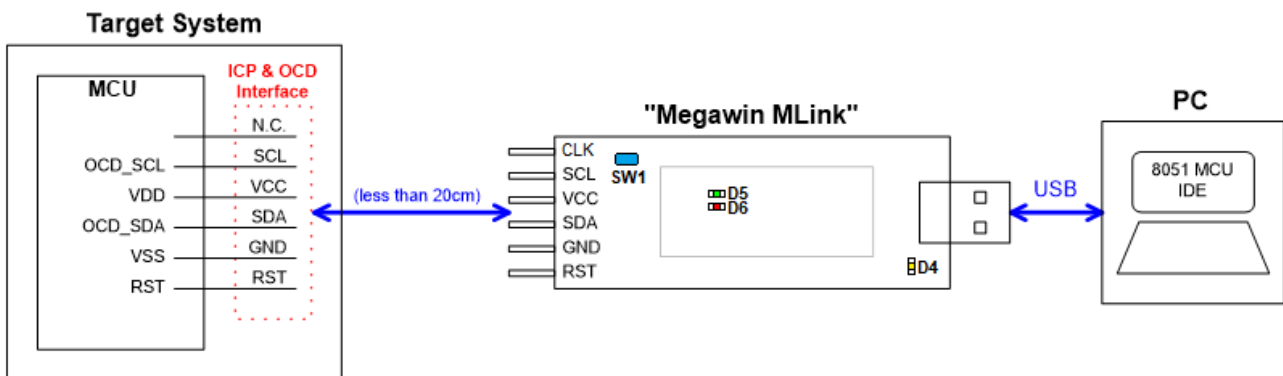 Target System
MCU
ICP & OCD
Interface
N.C.
OCD_SCL
SCL
VDD
VCC
OCD_SDA
SDA
VSS
GND
RST
RST
(less than 20cm)
"Megawin MLink"
CLK
SCL
VCC
SDA
GND
RST
SW1
D5
D6
D4
USB
PC
8051 MCU
IDE